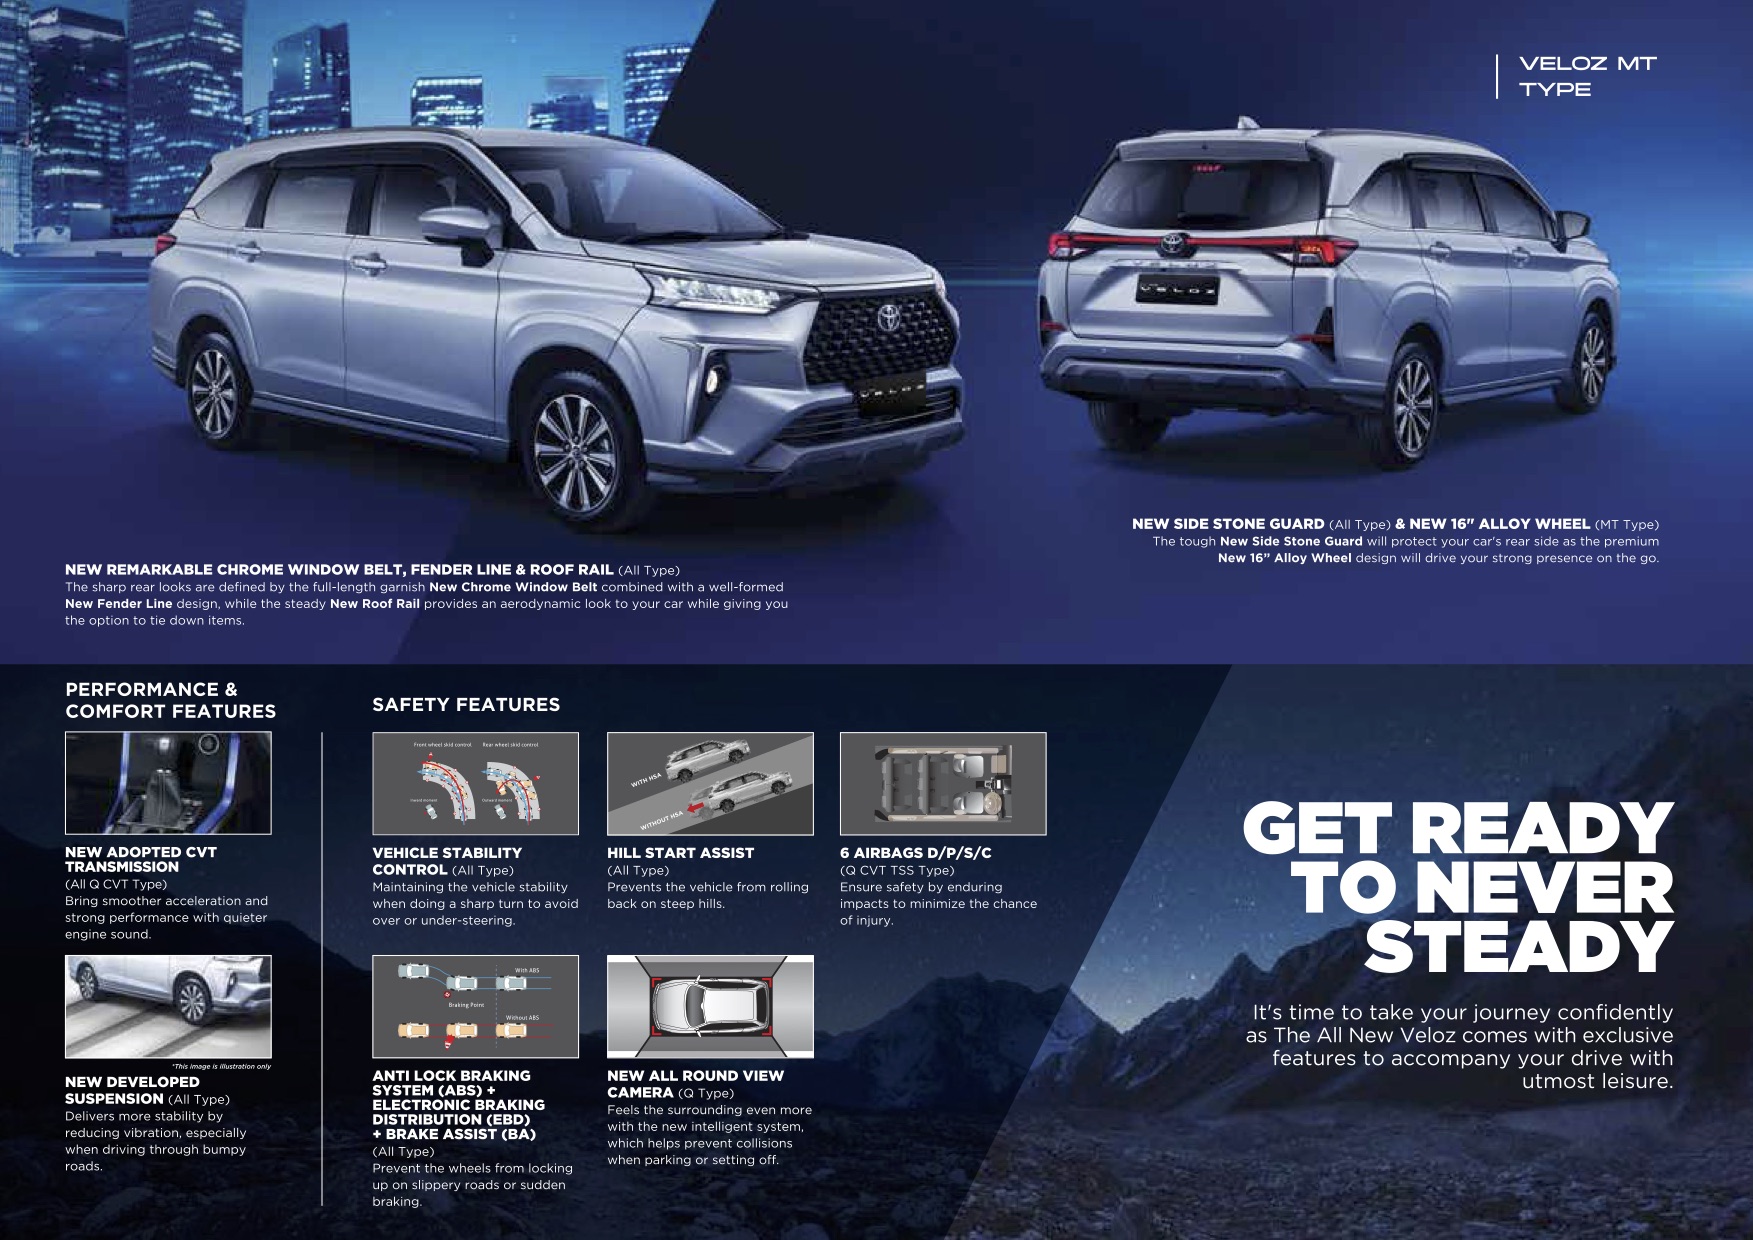 VELOZ MT
TYPE
VELOZ
VELOZ
NEW SIDE STONE GUARD (All Type) & NEW 16" ALLOY WHEEL (MT Type)
The tough New Side Stone Guard will protect your car's rear side as the premium
New 16” Alloy Wheel design will drive your strong presence on the go.
NEW REMARKABLE CHROME WINDOW BELT, FENDER LINE & ROOF RAIL (All Type)
The sharp rear looks are defined by the full-length garnish New Chrome Window Belt combined with a well-formed
New Fender Line design, while the steady New Roof Rail provides an aerodynamic look to your car while giving you
the option to tie down items.
PERFORMANCE &
COMFORT FEATURES
NEW ADOPTED CVT
TRANSMISSION
(All Q CVT Type)
Bring smoother acceleration and
strong performance with quieter
engine sound.
*This image is illustration only
NEW DEVELOPED
SUSPENSION (All Type)
Delivers more stability by
reducing vibration, especially
when driving through bumpy
roads.
SAFETY FEATURES
Front wheel skid control
Rear wheel skid control
Inward moment
Outward moment
VEHICLE STABILITY
CONTROL (All Type)
Maintaining the vehicle stability
when doing a sharp turn to avoid
over or under-steering.
WITH HSA
WITHOUT HSA
HILL START ASSIST
(All Type)
Prevents the vehicle from rolling
back on steep hills.
6 AIRBAGS D/P/S/C
(Q CVT TSS Type)
Ensure safety by enduring
impacts to minimize the chance
of injury.
With ABS
Braking Point
Without ABS
ANTI LOCK BRAKING
SYSTEM (ABS) +
ELECTRONIC BRAKING
DISTRIBUTION (EBD)
+ BRAKE ASSIST (BA)
(All Type)
Prevent the wheels from locking
up on slippery roads or sudden
braking.
NEW ALL ROUND VIEW
CAMERA (Q Type)
Feels the surrounding even more
with the new intelligent system,
which helps prevent collisions
when parking or setting off.
GET READY
TO NEVER
STEADY
It's time to take your journey confidently
as The All New Veloz comes with exclusive
features to accompany your drive with
utmost leisure.